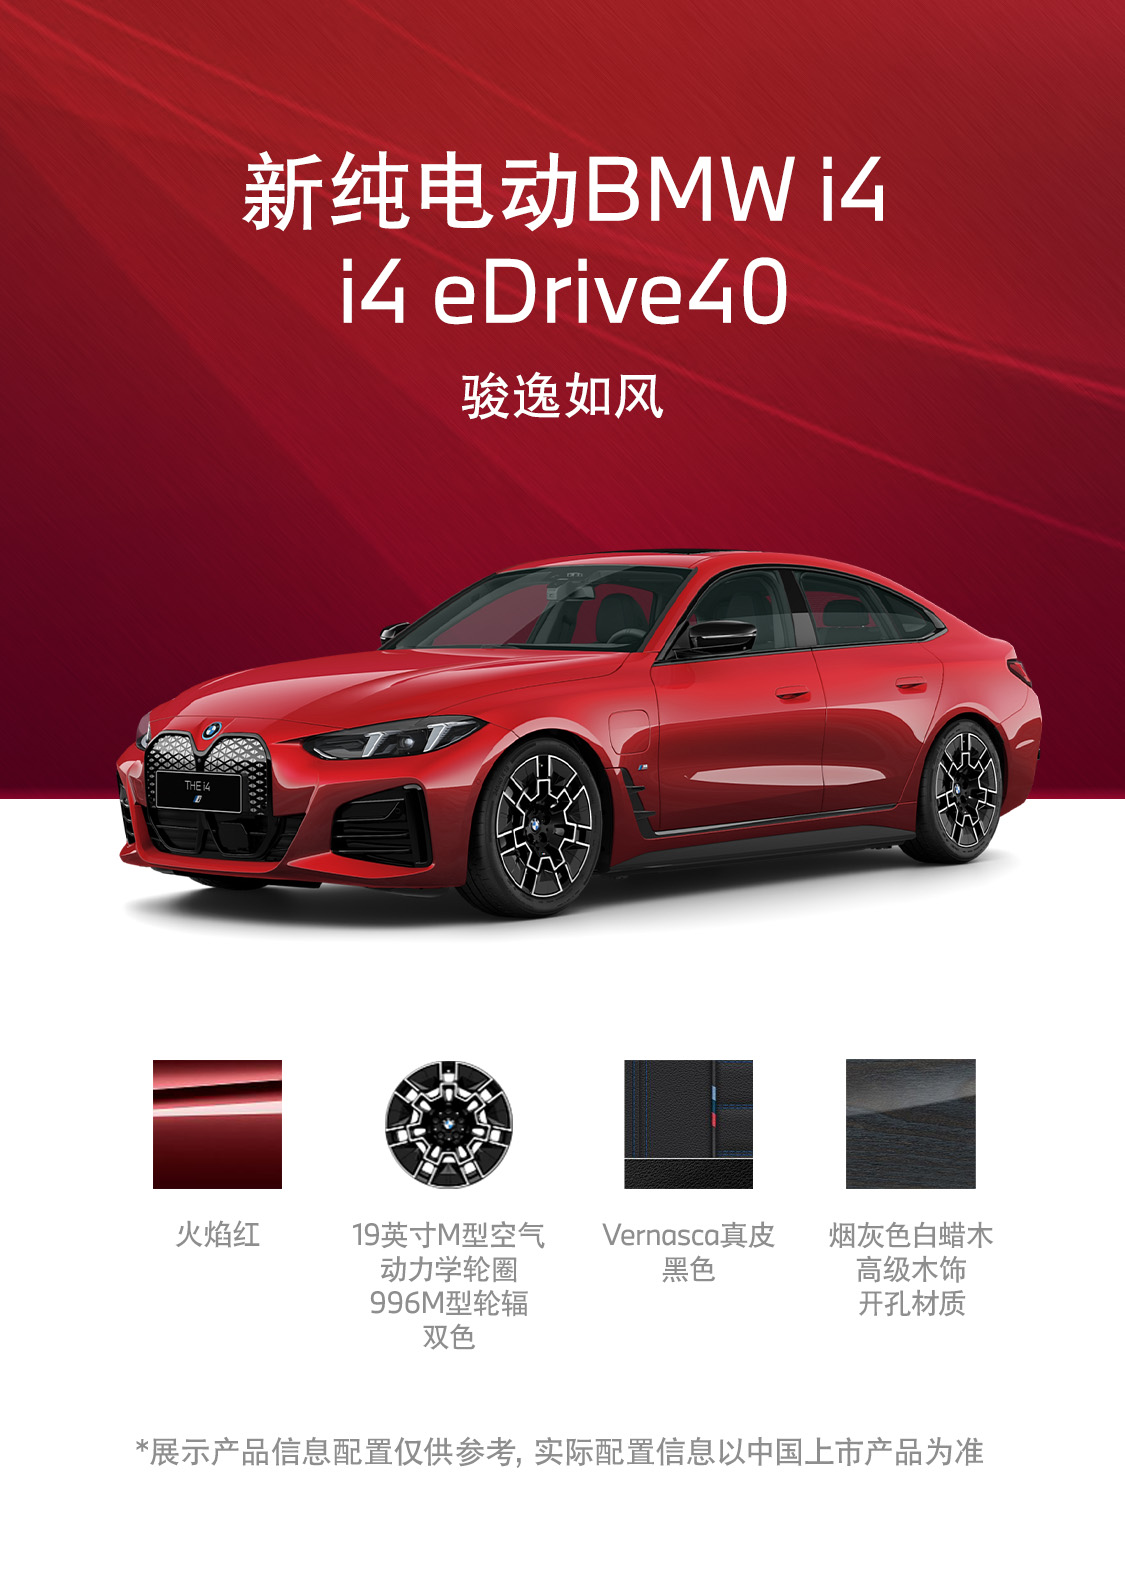 新纯电动BMW i4
i4 eDrive40
骏逸如风
THE i4
火焰红
19英寸M型空气
动力学轮圈
996M型轮辐
双色
Vernasca真皮
黑色
烟灰色白蜡木
高级木饰
开孔材质
*展示产品信息配置仅供参考, 实际配置信息以中国上市产品为准